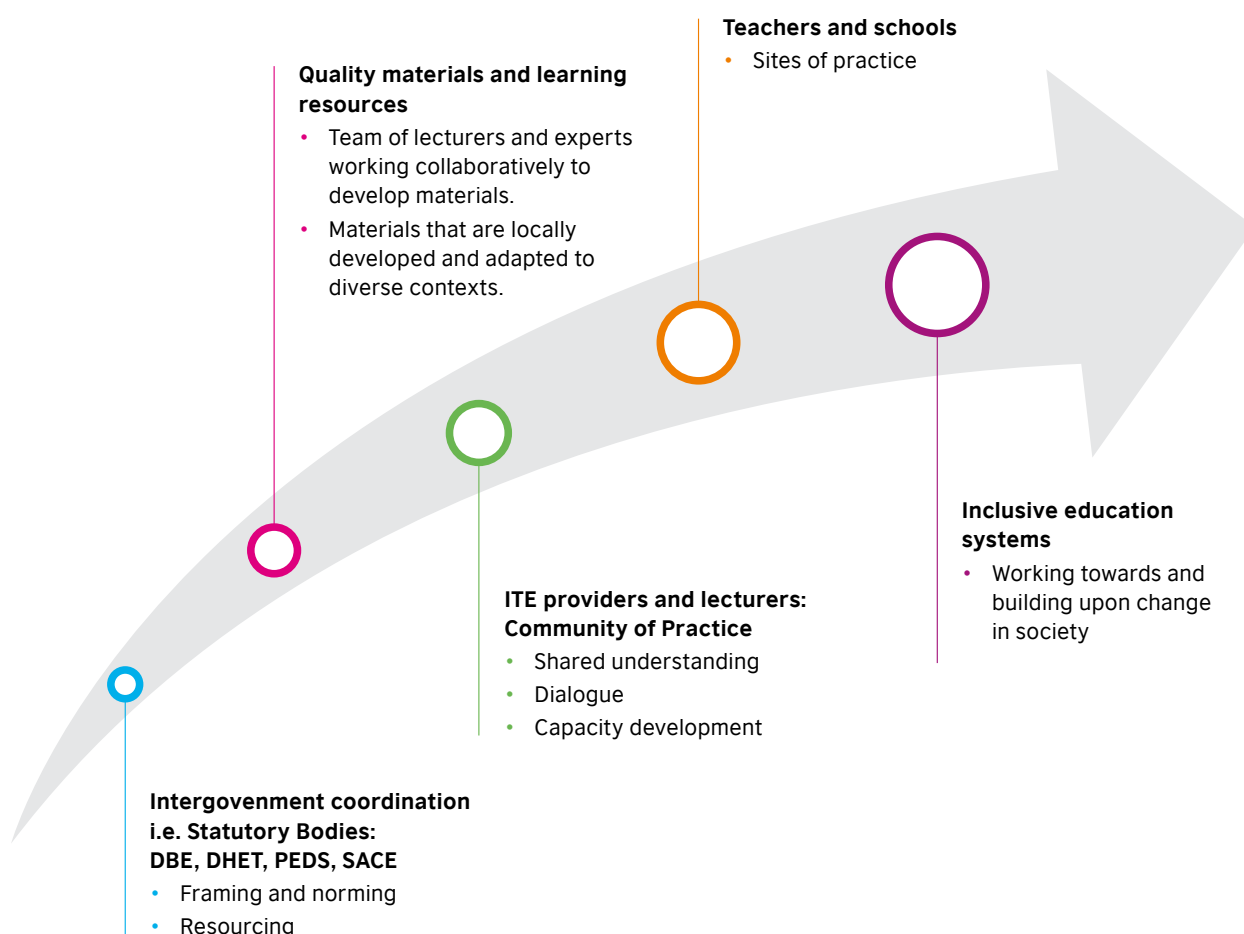 Teachers and schools
• Sites of practice
Quality materials and learning
resources
• Team of lecturers and experts
working collaboratively to
develop materials.
• Materials that are locally
developed and adapted to
diverse contexts.
Inclusive education
systems
• Working towards and
building upon change
in society
ITE providers and lecturers:
Community of Practice
• Shared understanding
• Dialogue
• Capacity development
Intergovenment coordination
i.e. Statutory Bodies:
DBE, DHET, PEDS, SACE
• Framing and norming
• Resourcing